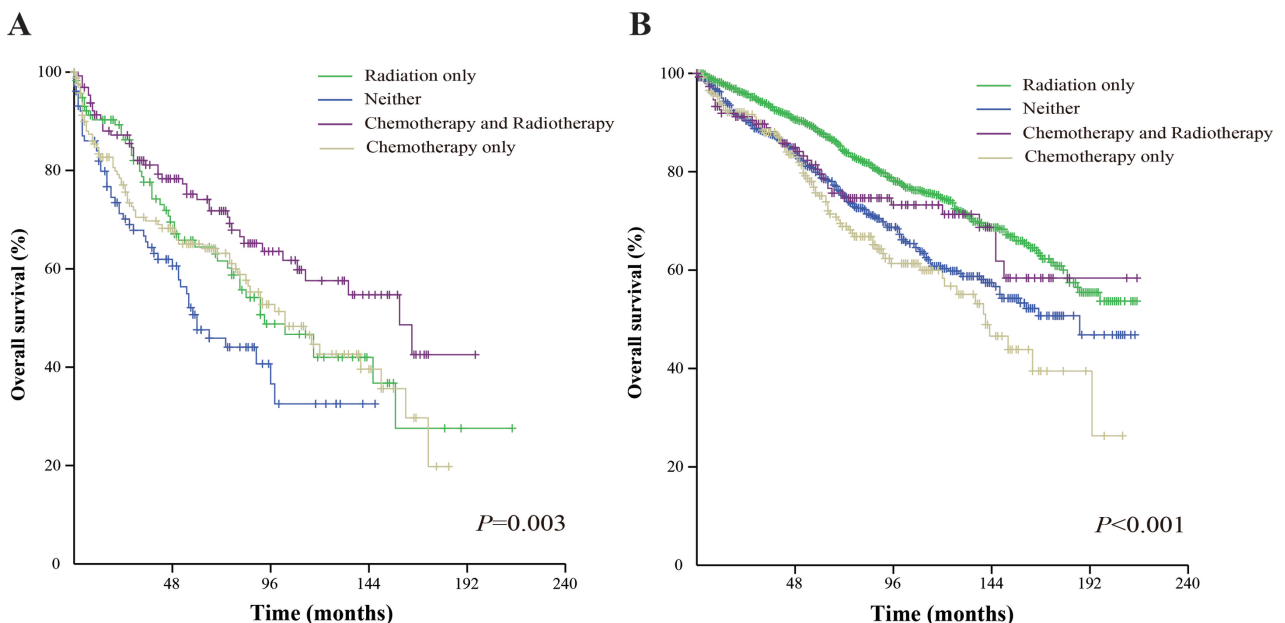 A
100
80
60
40
20
0
48
96
144
192
240
Overall survival (%)
Time (months)
Radiation only
Neither
Chemotherapy and Radiotherapy
Chemotherapy only
P=0.003
B
100
80
60
40
20
0
48
96
144
192
240
Overall survival (%)
Time (months)
Radiation only
Neither
Chemotherapy and Radiotherapy
Chemotherapy only
P<0.001